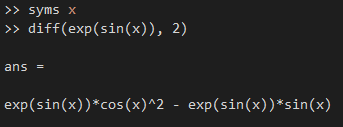 >> syms x
>> diff(exp(sin(x)), 2)
ans =
exp(sin(x))*cos(x)^2 - exp(sin(x))*sin(x)